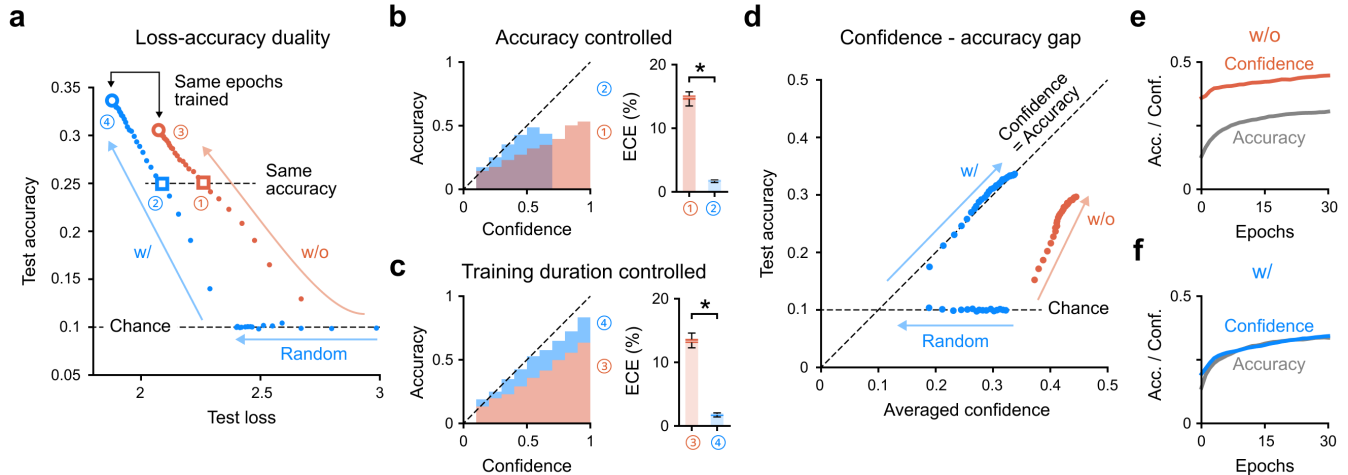 a
Loss-accuracy duality
Same epochs
trained
④
③
Same
accuracy
②
①
w/
w/o
Chance
Random
0.35
0.3
0.25
0.2
0.15
0.1
0.05
2
2.5
3
Test accuracy
Test loss
b
Accuracy controlled
1
0.5
0
0
0.5
1
Accuracy
Confidence
②
①
20
10
0
ECE (%)
*
①
②
c
Training duration controlled
1
0.5
0
0
0.5
1
Accuracy
Confidence
④
③
20
10
0
ECE (%)
*
③
④
d
Confidence - accuracy gap
Confidence
= Accuracy
w/
w/o
Chance
Random
0.5
0.4
0.3
0.2
0.1
0
0
0.1
0.2
0.3
0.4
0.5
Test accuracy
Averaged confidence
e
w/o
Confidence
Accuracy
0.5
0
0
15
30
Acc. / Conf.
Epochs
f
w/
Confidence
Accuracy
0.5
0
0
15
30
Acc. / Conf.
Epochs